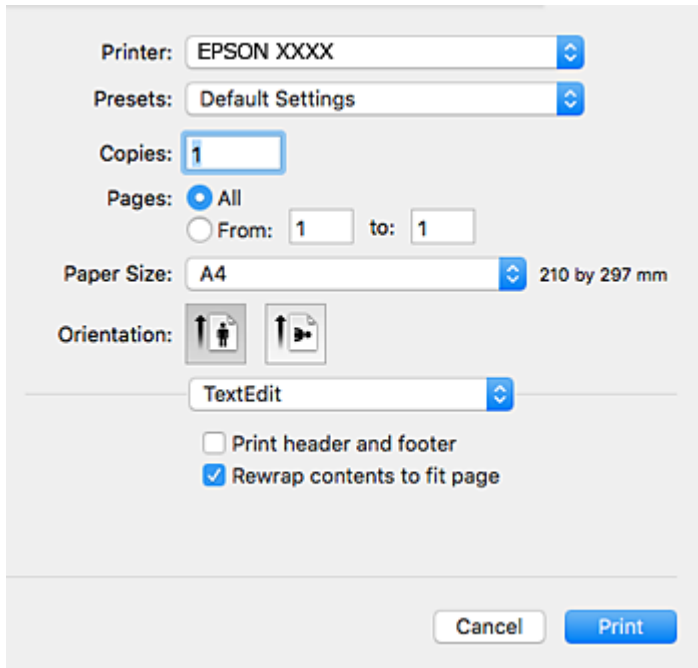 Printer: EPSON XXXX
Presets: Default Settings
Copies: 1
Pages: All
From: 1 to: 1
Paper Size: A4 210 by 297 mm
Orientation:
TextEdit
Print header and footer
Rewrap contents to fit page
Cancel Print